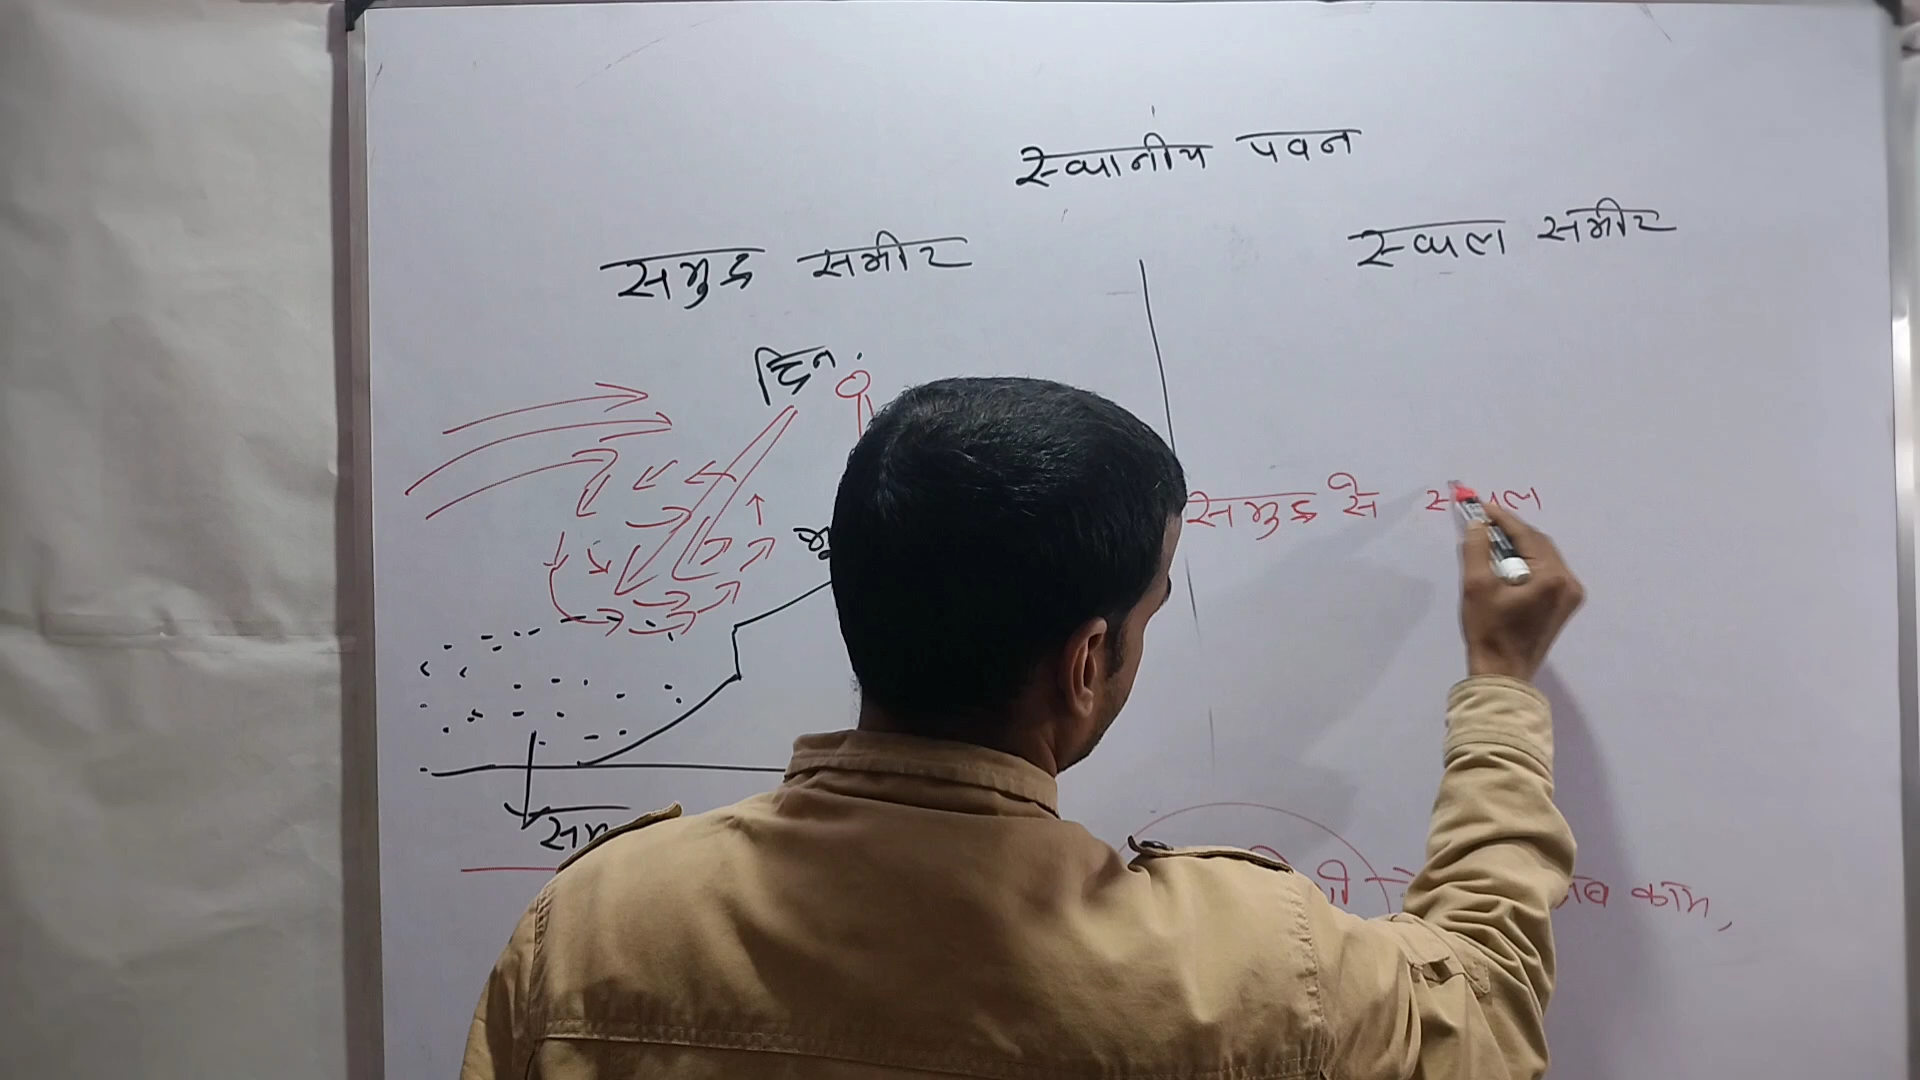 स्थानीय पवन
समुद्र समीर
स्थल समीर
दिन
समुद्र से स्थल
काम,